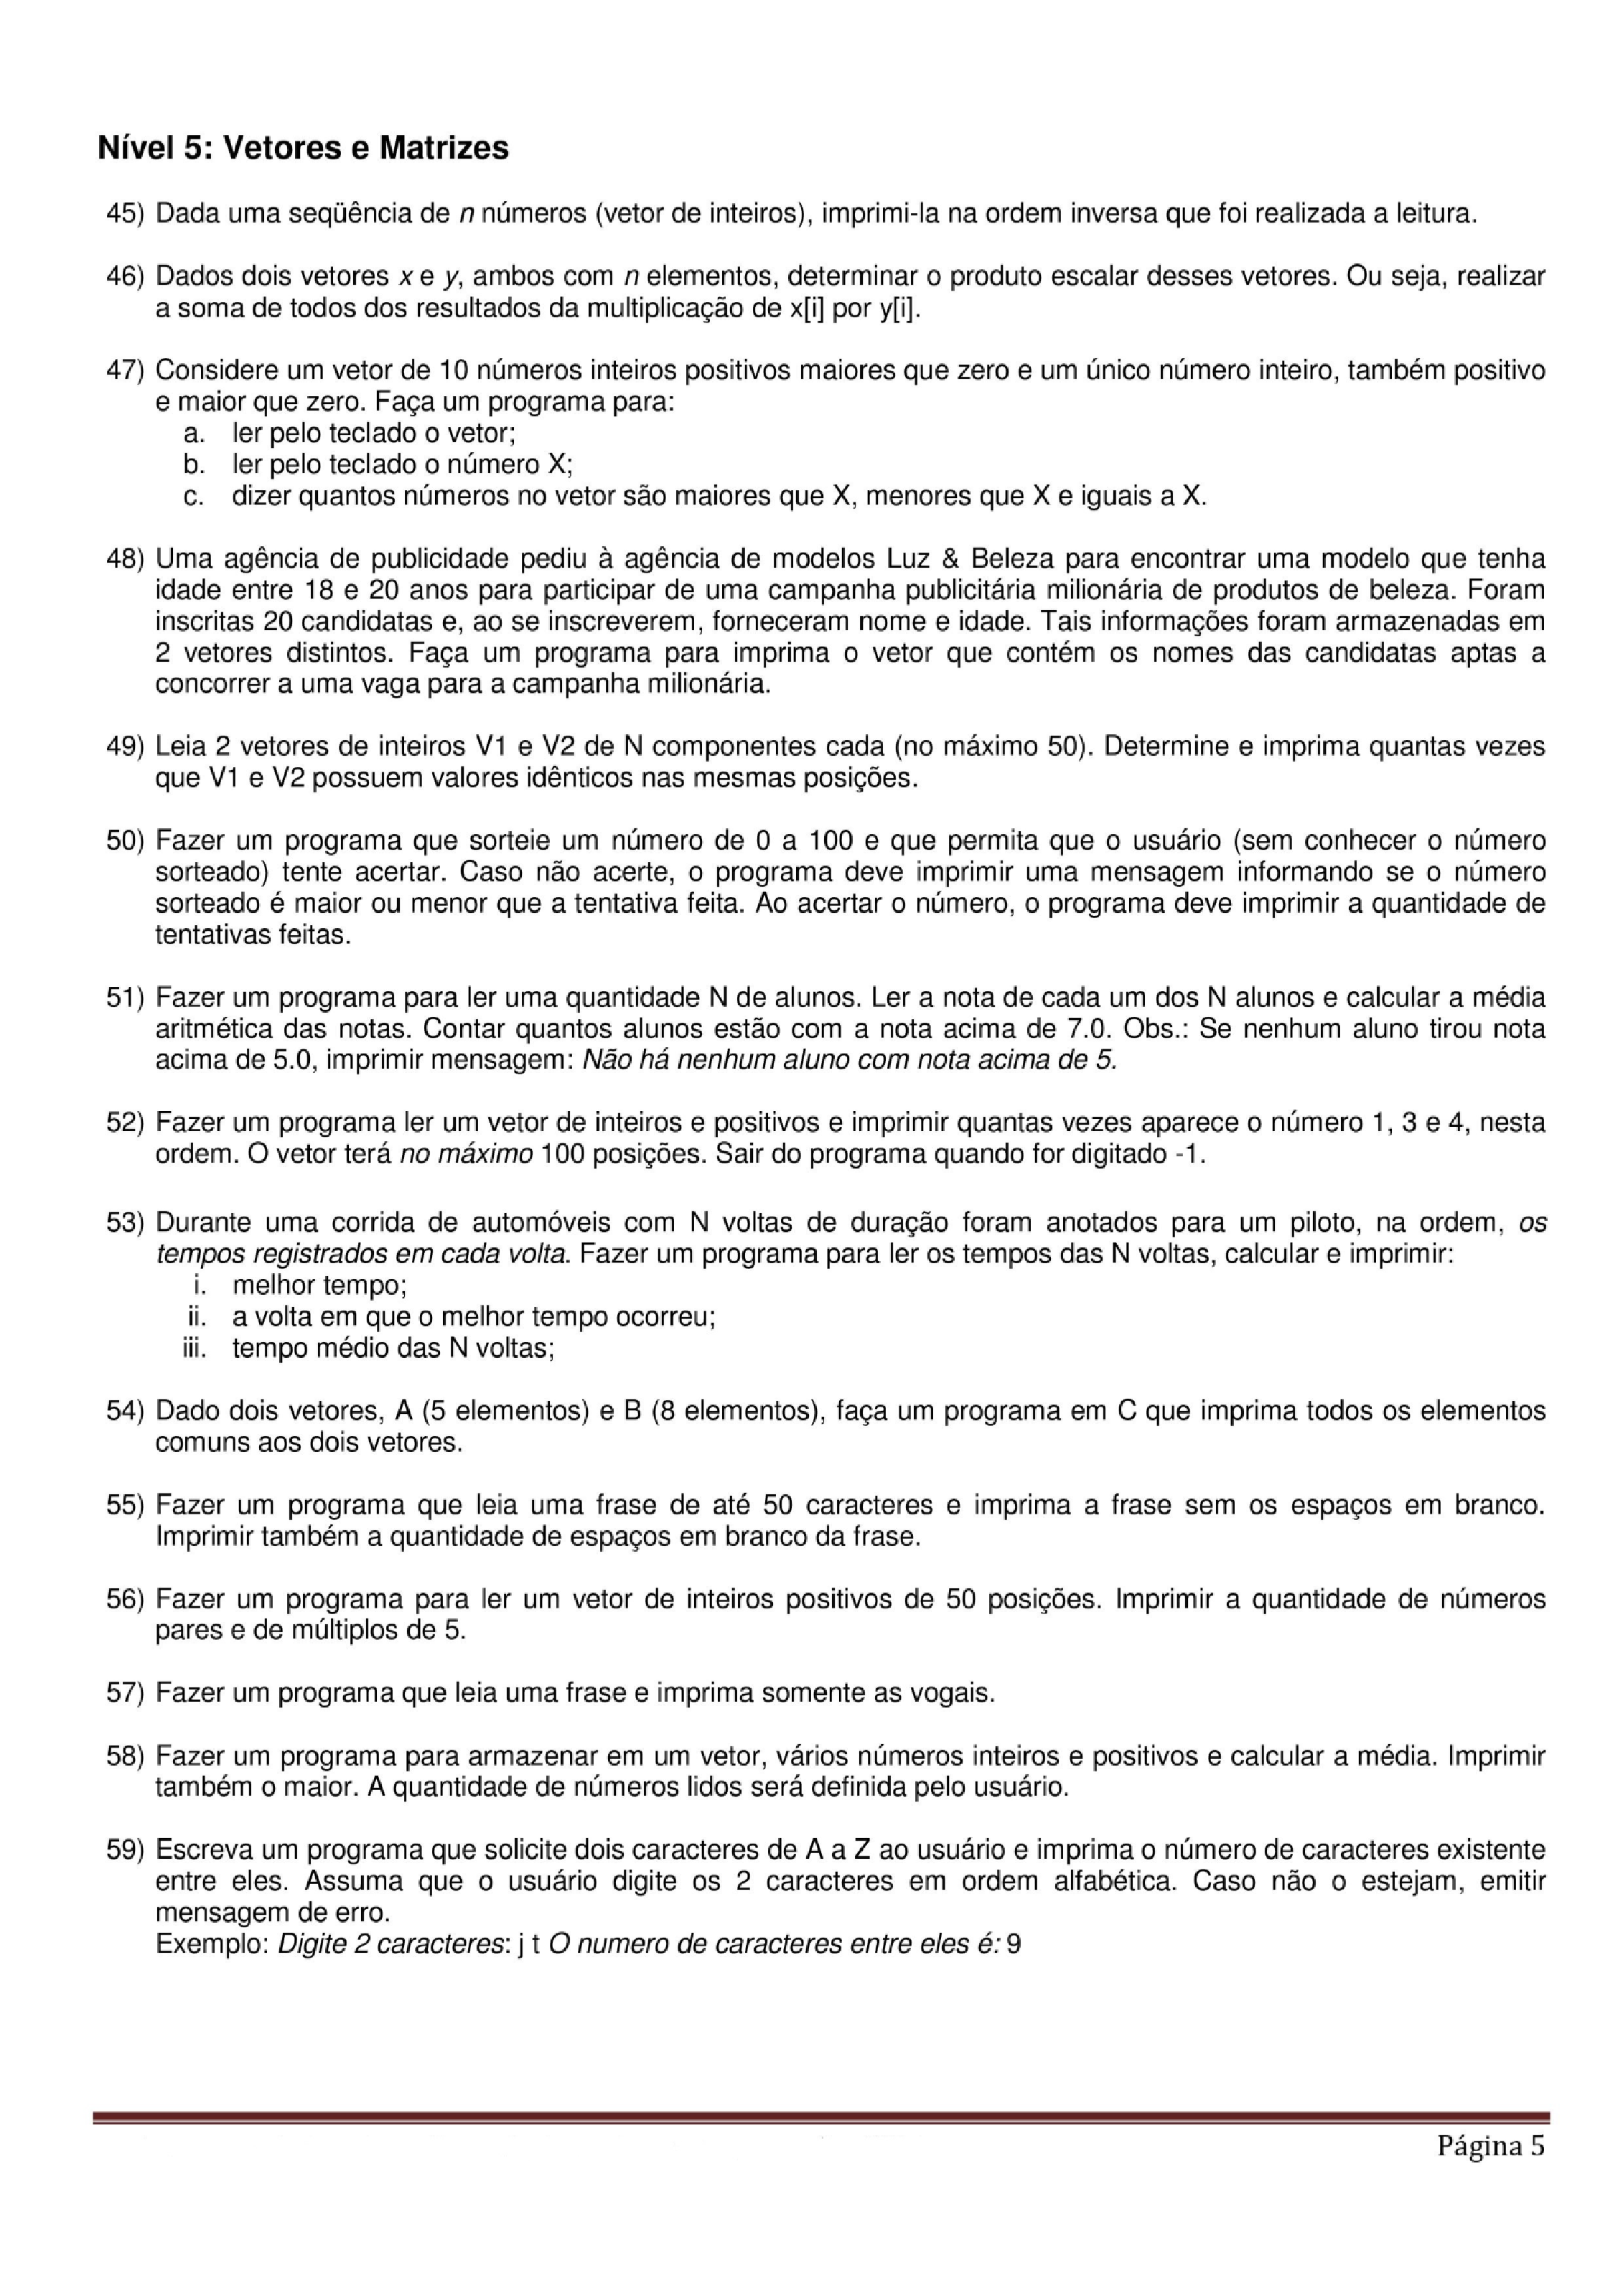 Nível 5: Vetores e Matrizes
45) Dada uma seqüência de n números (vetor de inteiros), imprimi-la na ordem inversa que foi realizada a leitura.
46) Dados dois vetores x e y, ambos com n elementos, determinar o produto escalar desses vetores. Ou seja, realizar
a soma de todos dos resultados da multiplicação de x[i] por y[i].
47) Considere um vetor de 10 números inteiros positivos maiores que zero e um único número inteiro, também positivo
e maior que zero. Faça um programa para:
a. ler pelo teclado o vetor;
b. ler pelo teclado o número X;
c. dizer quantos números no vetor são maiores que X, menores que X e iguais a X.
48) Uma agência de publicidade pediu à agência de modelos Luz & Beleza para encontrar uma modelo que tenha
idade entre 18 e 20 anos para participar de uma campanha publicitária milionária de produtos de beleza. Foram
inscritas 20 candidatas e, ao se inscreverem, forneceram nome e idade. Tais informações foram armazenadas em
2 vetores distintos. Faça um programa para imprima o vetor que contém os nomes das candidatas aptas a
concorrer a uma vaga para a campanha milionária.
49) Leia 2 vetores de inteiros V1 e V2 de N componentes cada (no máximo 50). Determine e imprima quantas vezes
que V1 e V2 possuem valores idênticos nas mesmas posições.
50) Fazer um programa que sorteie um número de 0 a 100 e que permita que o usuário (sem conhecer o número
sorteado) tente acertar. Caso não acerte, o programa deve imprimir uma mensagem informando se o número
sorteado é maior ou menor que a tentativa feita. Ao acertar o número, o programa deve imprimir a quantidade de
tentativas feitas.
51) Fazer um programa para ler uma quantidade N de alunos. Ler a nota de cada um dos N alunos e calcular a média
aritmética das notas. Contar quantos alunos estão com a nota acima de 7.0. Obs.: Se nenhum aluno tirou nota
acima de 5.0, imprimir mensagem: Não há nenhum aluno com nota acima de 5.
52) Fazer um programa ler um vetor de inteiros e positivos e imprimir quantas vezes aparece o número 1, 3 e 4, nesta
ordem. O vetor terá no máximo 100 posições. Sair do programa quando for digitado -1.
53) Durante uma corrida de automóveis com N voltas de duração foram anotados para um piloto, na ordem, os
tempos registrados em cada volta. Fazer um programa para ler os tempos das N voltas, calcular e imprimir:
i. melhor tempo;
ii. a volta em que o melhor tempo ocorreu;
iii. tempo médio das N voltas;
54) Dado dois vetores, A (5 elementos) e B (8 elementos), faça um programa em C que imprima todos os elementos
comuns aos dois vetores.
55) Fazer um programa que leia uma frase de até 50 caracteres e imprima a frase sem os espaços em branco.
Imprimir também a quantidade de espaços em branco da frase.
56) Fazer um programa para ler um vetor de inteiros positivos de 50 posições. Imprimir a quantidade de números
pares e de múltiplos de 5.
57) Fazer um programa que leia uma frase e imprima somente as vogais.
58) Fazer um programa para armazenar em um vetor, vários números inteiros e positivos e calcular a média. Imprimir
também o maior. A quantidade de números lidos será definida pelo usuário.
59) Escreva um programa que solicite dois caracteres de A a Z ao usuário e imprima o número de caracteres existente
entre eles. Assuma que o usuário digite os 2 caracteres em ordem alfabética. Caso não o estejam, emitir
mensagem de erro.
Exemplo: Digite 2 caracteres: j t O numero de caracteres entre eles é: 9
Página 5